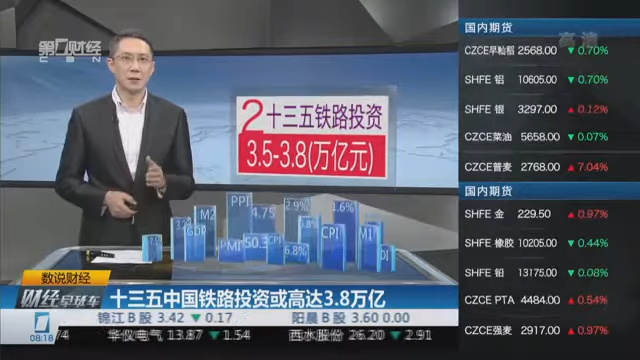 第一财经
CBN
高清
2 十三五铁路投资
3.5-3.8(万亿元)
PPI
4.75
2.9%
1.6%
M2
GDP
PMI
50.3
6.8%
CPI
M1
数说财经
财经早班车
十三五中国铁路投资或高达3.8万亿
锦江B股 3.42 ▼ 0.17 阳晨B股 3.60 0.00
08:18
华仪电气 13.87 ▼ 1.54 西水股份 26.20 ▼ 2.91
国内期货
CZCE早籼稻 2568.00 ▼ 0.70%
SHFE 铝 10605.00 ▼ 0.70%
SHFE 银 3297.00 ▲ 0.12%
CZCE菜油 5658.00 ▼ 0.07%
CZCE普麦 2768.00 ▲ 7.04%
国内期货
SHFE 金 229.50 ▲ 0.97%
SHFE 橡胶 10205.00 ▼ 0.44%
SHFE 铅 13175.00 ▼ 0.08%
CZCE PTA 4484.00 ▲ 0.54%
CZCE强麦 2917.00 ▲ 0.97%